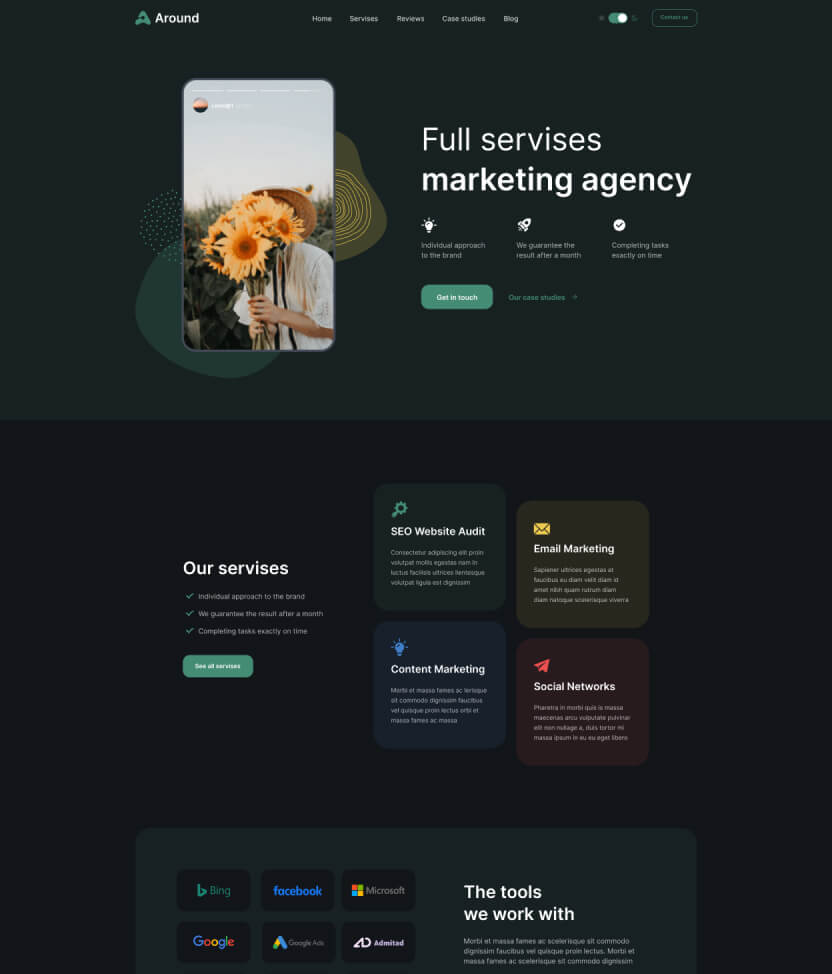 Around
Home
Servises
Reviews
Case studies
Blog
Contact us
Full servises
marketing agency
Individual approach
to the brand
We guarantee the
result after a month
Completing tasks
exactly on time
Get in touch
Our case studies
Our servises
Individual approach to the brand
We guarantee the result after a month
Completing tasks exactly on time
See all servises
SEO Website Audit
Consectetur adipiscing elit proin
volutpat mollis egestas nam in
luctus facilisis ultrices llentesque
volutpat ligula est dignissim
Email Marketing
Sapiener ultrices egestas at
faucibus eu diam velit diam id
amet nibh quam rutrum diam
diam natoque scelerisque viverra
Content Marketing
Morbi et massa fames ac lerisque
sit commodo dignissim faucibus
vel quisque proin lectus orbi et
massa fames ac massa
Social Networks
Pharetra in morbi quis is massa
maecenas arcu vulputate pulvinar
elit non nullage a, duis tortor mi
massa ipsum in eu eu eget libero
Bing
facebook
Microsoft
Google
Google Ads
Admitad
The tools
we work with
Morbi et massa fames ac scelerisque sit commodo
dignissim faucibus vel quisque proin lectus. Morbi et
massa fames ac scelerisque sit commodo dignissim